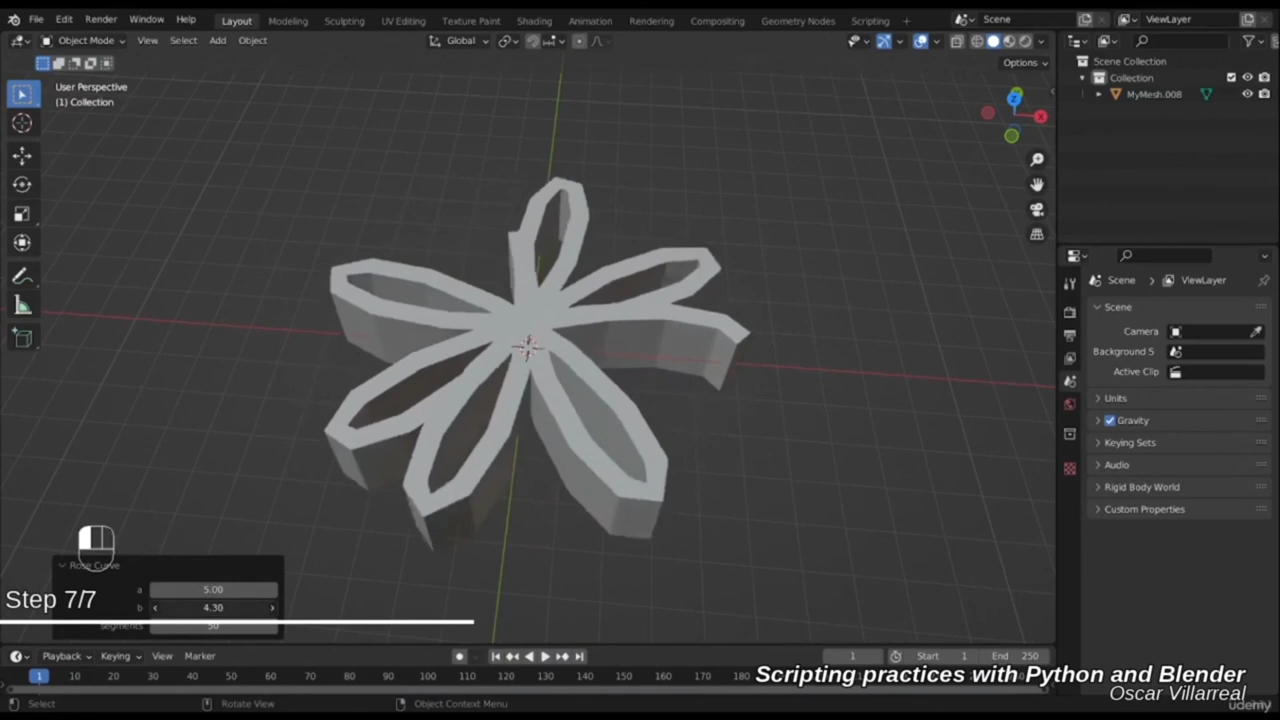 File Edit Render Window Help Layout Modeling Sculpting UV Editing Texture Paint Shading Animation Rendering Compositing Geometry Nodes Scripting + Scene ViewLayer
Object Mode View Select Add Object Global
Options
User Perspective
(1) Collection
Z
X
Scene Collection
Collection
MyMesh.008
Scene ViewLayer
Scene
Camera
Background S
Active Clip
Units
Gravity
Keying Sets
Audio
Rigid Body World
Custom Properties
Rose Curve
a 5.00
b 4.30
segments 50
Step 7/7
Playback Keying View Marker 1 Start 1 End 250
1 10 20 30 40 50 60 70 80 90 100 110 120 130 140 150 160 170 180
Scripting practices with Python and Blender
Oscar Villarreal
Select Rotate View Object Context Menu
udemy